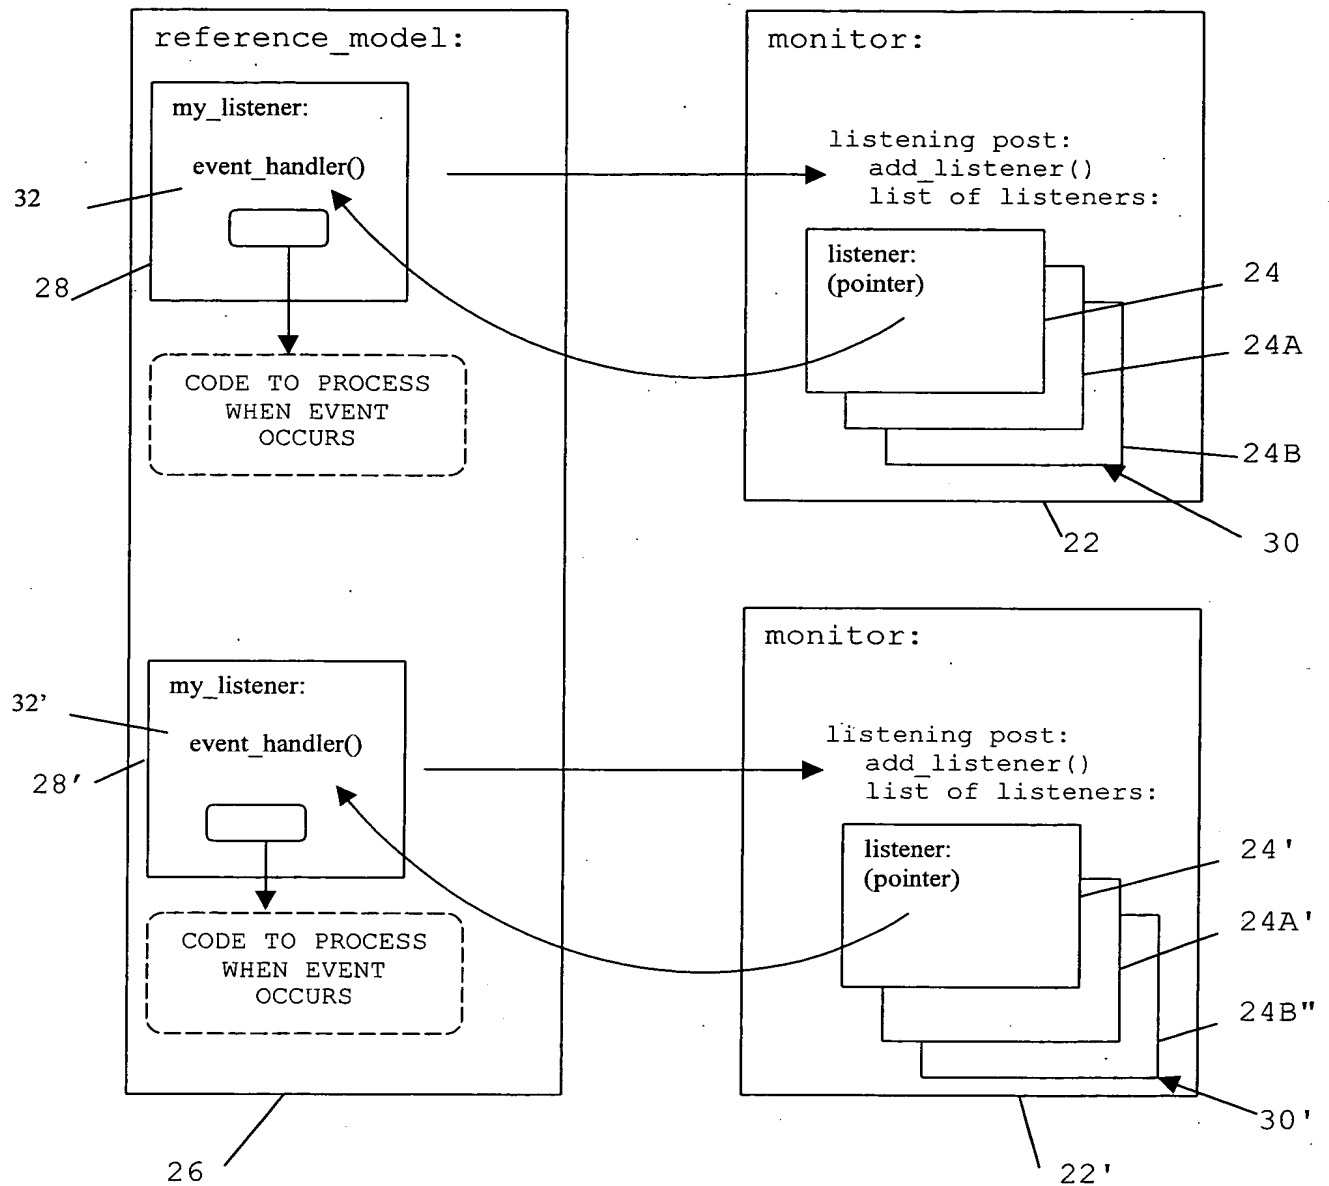 reference_model:
my_listener:
event_handler()
32
28
CODE TO PROCESS
WHEN EVENT
OCCURS
monitor:
listening post:
add_listener()
list of listeners:
listener:
(pointer)
24
24A
24B
22
30
my_listener:
event_handler()
32'
28'
CODE TO PROCESS
WHEN EVENT
OCCURS
26
monitor:
listening post:
add_listener()
list of listeners:
listener:
(pointer)
24'
24A'
24B"
30'
22'